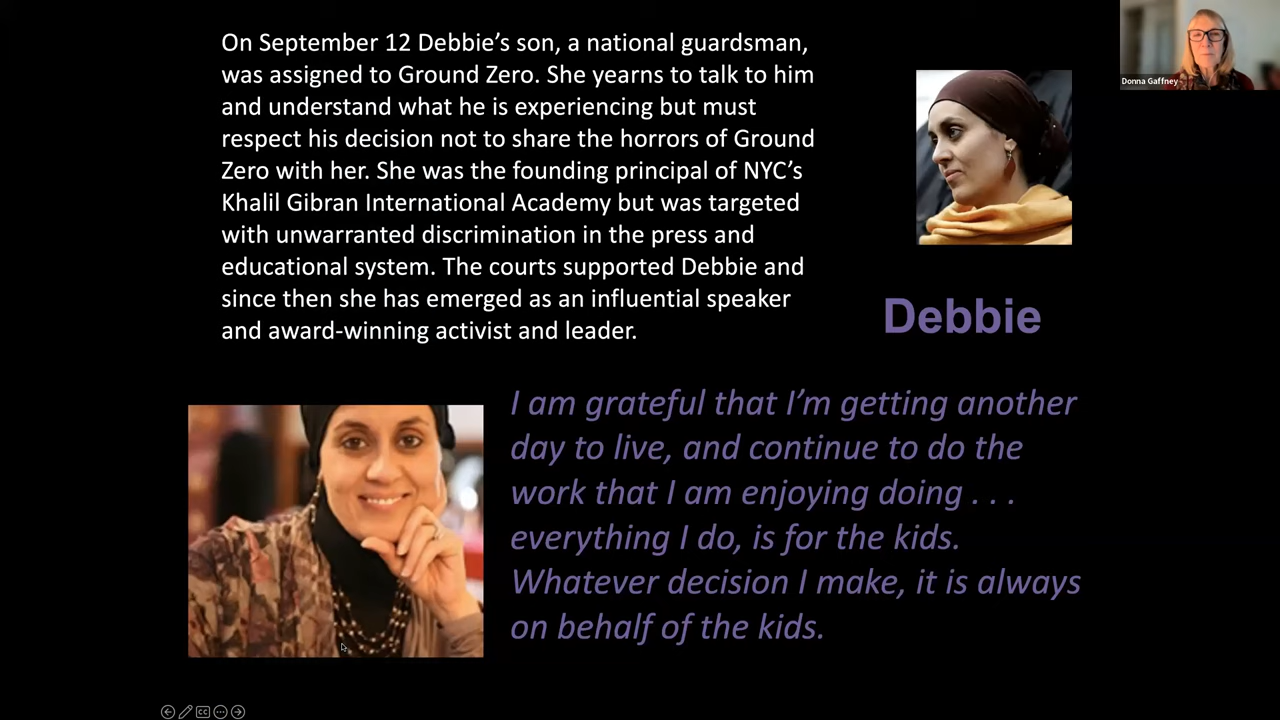 On September 12 Debbie’s son, a national guardsman,
was assigned to Ground Zero. She yearns to talk to him
and understand what he is experiencing but must
respect his decision not to share the horrors of Ground
Zero with her. She was the founding principal of NYC’s
Khalil Gibran International Academy but was targeted
with unwarranted discrimination in the press and
educational system. The courts supported Debbie and
since then she has emerged as an influential speaker
and award-winning activist and leader.
Donna Gaffney
Debbie
I am grateful that I’m getting another
day to live, and continue to do the
work that I am enjoying doing . . .
everything I do, is for the kids.
Whatever decision I make, it is always
on behalf of the kids.
CC